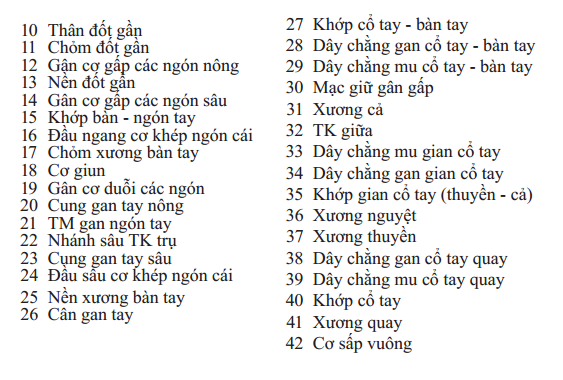 10 Thân đốt gần
11 Chỏm đốt gần
12 Gân cơ gấp các ngón nông
13 Nền đốt gần
14 Gân cơ gấp các ngón sâu
15 Khớp bàn - ngón tay
16 Đầu ngang cơ khép ngón cái
17 Chỏm xương bàn tay
18 Cơ giun
19 Gân cơ duỗi các ngón
20 Cung gan tay nông
21 TM gan ngón tay
22 Nhánh sâu TK trụ
23 Cung gan tay sâu
24 Đầu sâu cơ khép ngón cái
25 Nền xương bàn tay
26 Cân gan tay
27 Khớp cổ tay - bàn tay
28 Dây chằng gan cổ tay - bàn tay
29 Dây chằng mu cổ tay - bàn tay
30 Mạc giữ gân gấp
31 Xương cả
32 TK giữa
33 Dây chằng mu gian cổ tay
34 Dây chằng gan gian cổ tay
35 Khớp gian cổ tay (thuyền - cả)
36 Xương nguyệt
37 Xương thuyền
38 Dây chằng gan cổ tay quay
39 Dây chằng mu cổ tay quay
40 Khớp cổ tay
41 Xương quay
42 Cơ sấp vuông